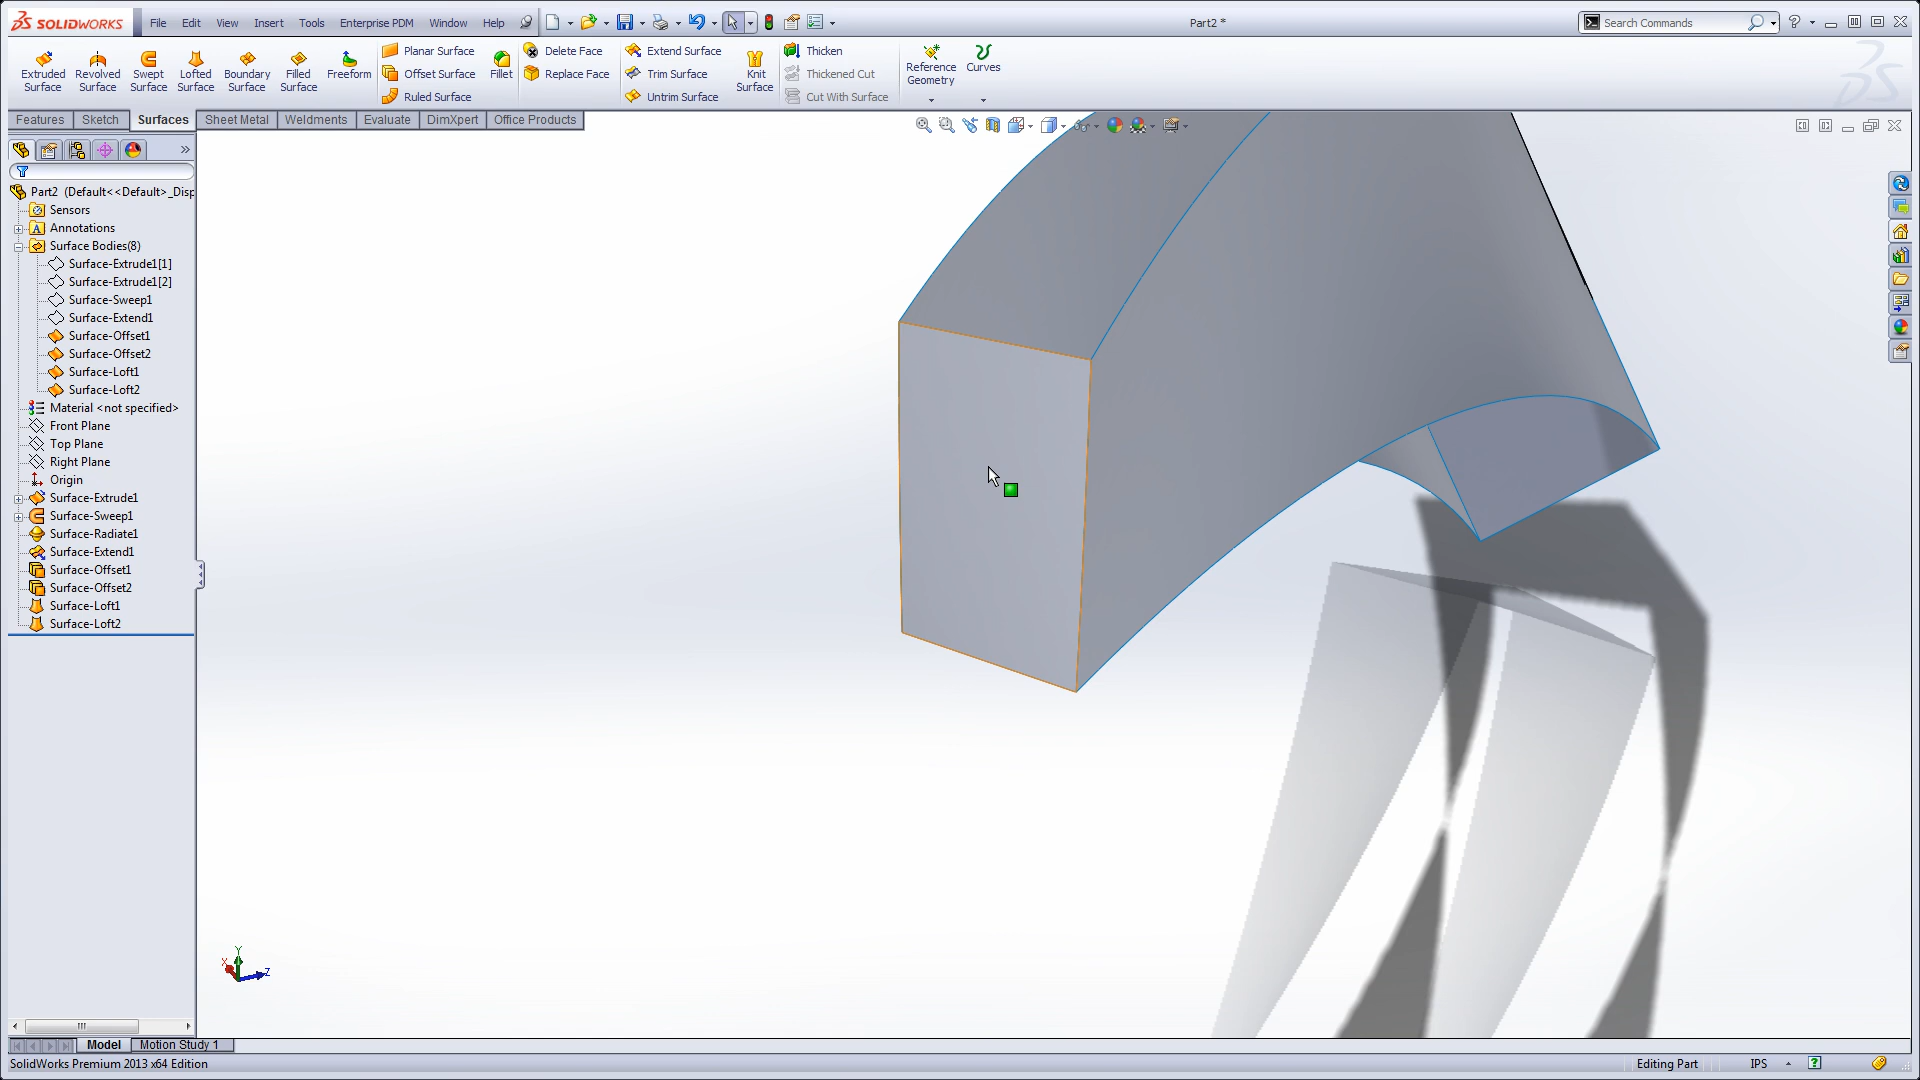 SOLIDWORKS File Edit View Insert Tools Enterprise PDM Window Help Part2 * Search Commands ?
Extruded Surface
Revolved Surface
Swept Surface
Lofted Surface
Boundary Surface
Filled Surface
Freeform
Planar Surface
Offset Surface
Ruled Surface
Fillet
Delete Face
Replace Face
Extend Surface
Trim Surface
Untrim Surface
Knit Surface
Thicken
Thickened Cut
Cut With Surface
Reference Geometry
Curves
Features Sketch Surfaces Sheet Metal Weldments Evaluate DimXpert Office Products
Part2 (Default<<Default>_Disp
Sensors
A Annotations
Surface Bodies(8)
Surface-Extrude1[1]
Surface-Extrude1[2]
Surface-Sweep1
Surface-Extend1
Surface-Offset1
Surface-Offset2
Surface-Loft1
Surface-Loft2
Material <not specified>
Front Plane
Top Plane
Right Plane
Origin
Surface-Extrude1
Surface-Sweep1
Surface-Radiate1
Surface-Extend1
Surface-Offset1
Surface-Offset2
Surface-Loft1
Surface-Loft2
Y
X
Z
Model Motion Study 1
SolidWorks Premium 2013 x64 Edition Editing Part IPS ?